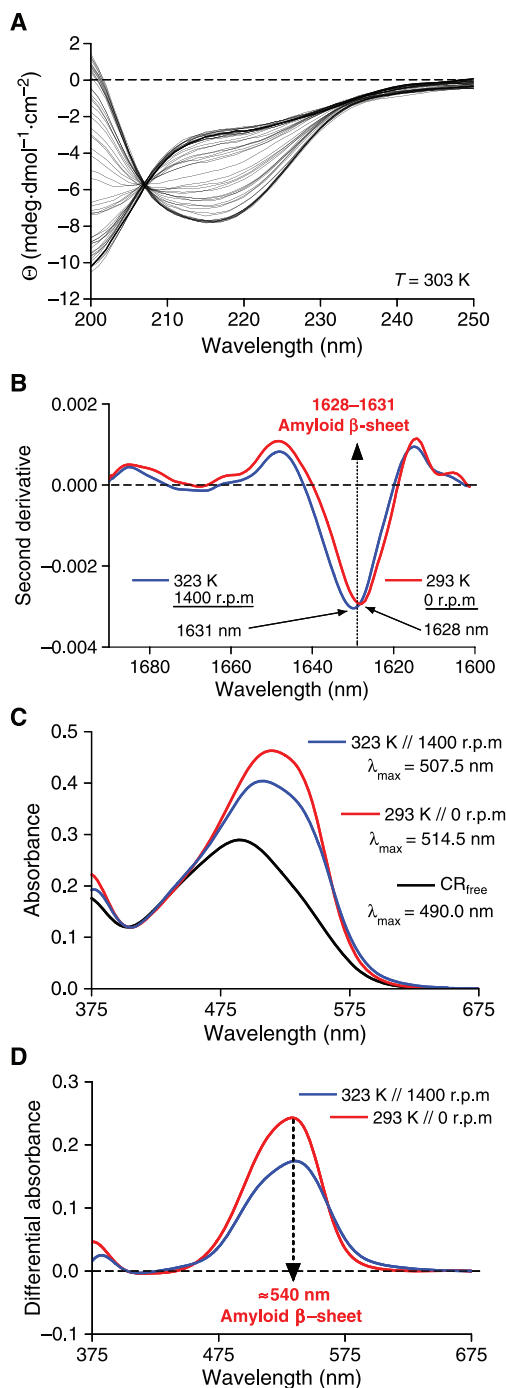 A
2
0
−2
−4
−6
−8
−10
−12
Θ (mdeg·dmol⁻¹·cm⁻²)
T = 303 K
200 210 220 230 240 250
Wavelength (nm)
B
1628–1631
Amyloid β-sheet
0.002
0.000
−0.002
−0.004
Second derivative
323 K
1400 r.p.m
1631 nm
293 K
0 r.p.m
1628 nm
1680 1660 1640 1620 1600
Wavelength (nm)
C
0.5
0.4
0.3
0.2
0.1
0.0
Absorbance
323 K // 1400 r.p.m
λmax = 507.5 nm
293 K // 0 r.p.m
λmax = 514.5 nm
CRfree
λmax = 490.0 nm
375 475 575 675
Wavelength (nm)
D
0.3
0.2
0.1
0.0
−0.1
Differential absorbance
323 K // 1400 r.p.m
293 K // 0 r.p.m
≈540 nm
Amyloid β–sheet
375 475 575 675
Wavelength (nm)